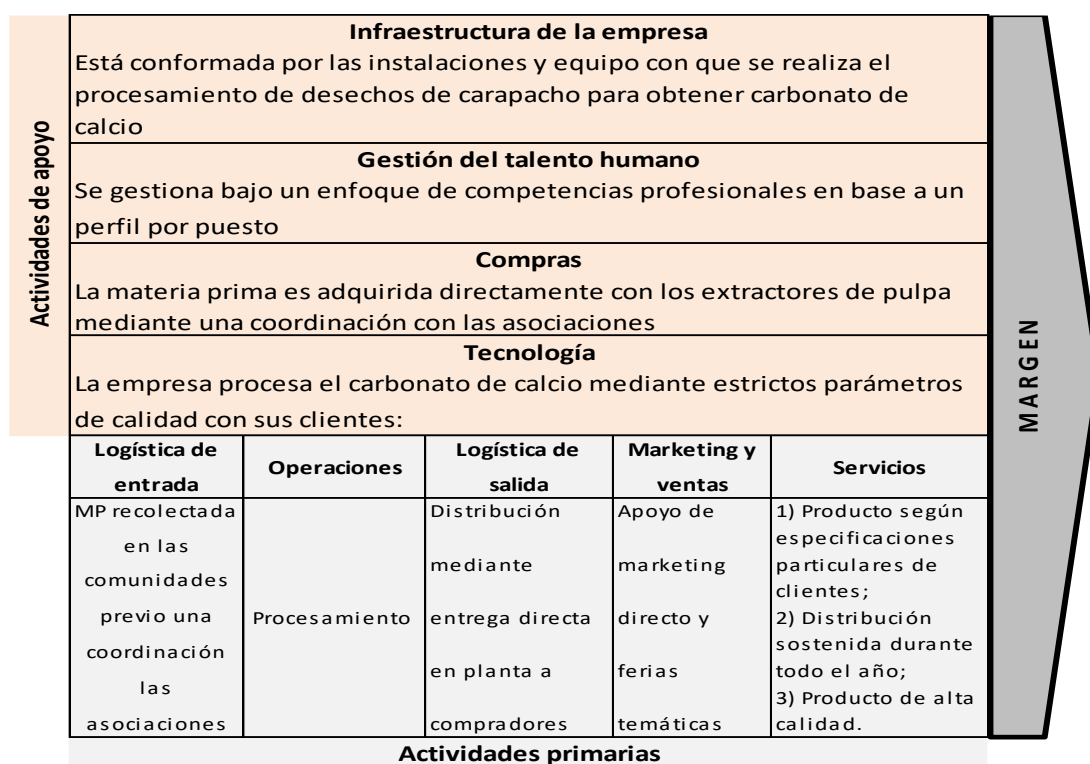 Actividades de apoyo
Infraestructura de la empresa
Está conformada por las instalaciones y equipo con que se realiza el
procesamiento de desechos de carapacho para obtener carbonato de
calcio
Gestión del talento humano
Se gestiona bajo un enfoque de competencias profesionales en base a un
perfil por puesto
Compras
La materia prima es adquirida directamente con los extractores de pulpa
mediante una coordinación con las asociaciones
Tecnología
La empresa procesa el carbonato de calcio mediante estrictos parámetros
de calidad con sus clientes:
Logística de
entrada
Operaciones
Logística de
salida
Marketing y
ventas
Servicios
MP recolectada
en las
comunidades
previo una
coordinación
las
asociaciones
Procesamiento
Distribución
mediante
entrega directa
en planta a
compradores
Apoyo de
marketing
directo y
ferias
temáticas
1) Producto según
especificaciones
particulares de
clientes;
2) Distribución
sostenida durante
todo el año;
3) Producto de alta
calidad.
Actividades primarias
MARGEN